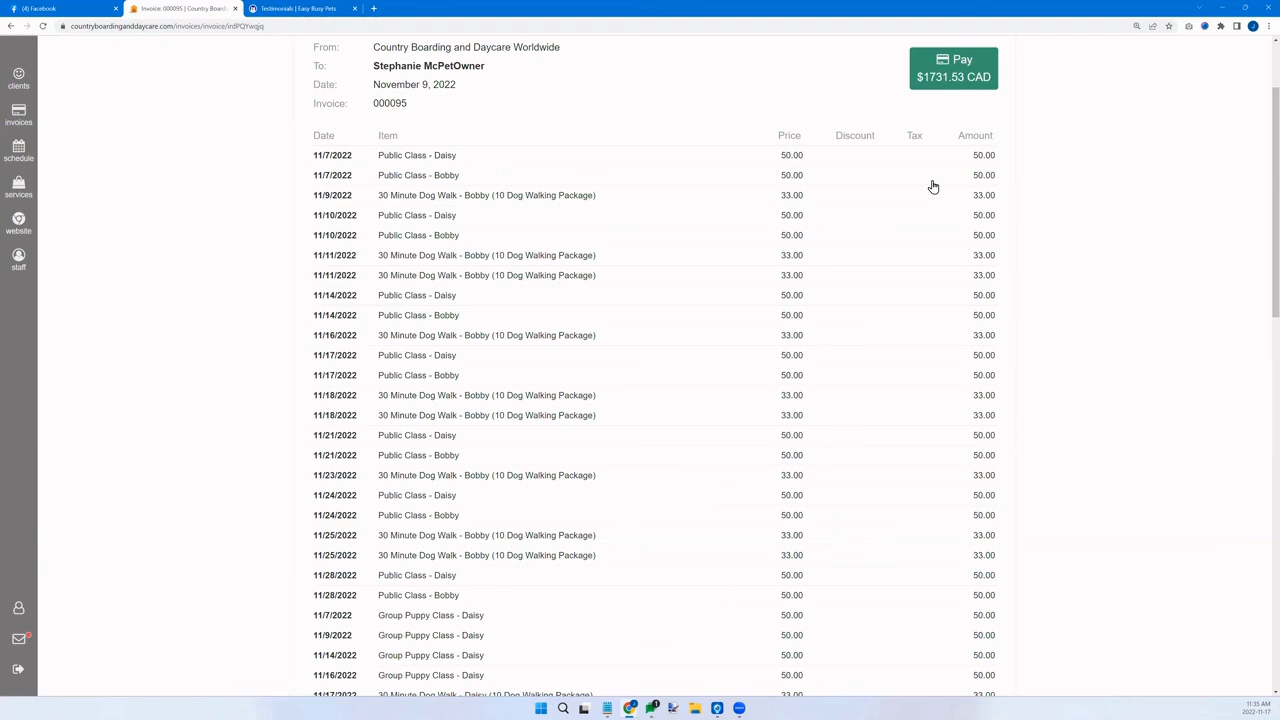 (4) Facebook
Invoice: 000095 | Country Board
Testimonials | Easy Busy Pets
countryboardinganddaycare.com/invoices/invoice/irdPQYwqjq
clients
invoices
schedule
services
website
staff
From: Country Boarding and Daycare Worldwide
To: Stephanie McPetOwner
Date: November 9, 2022
Invoice: 000095
Pay
$1731.53 CAD
Date Item Price Discount Tax Amount
11/7/2022 Public Class - Daisy 50.00 50.00
11/7/2022 Public Class - Bobby 50.00 50.00
11/9/2022 30 Minute Dog Walk - Bobby (10 Dog Walking Package) 33.00 33.00
11/10/2022 Public Class - Daisy 50.00 50.00
11/10/2022 Public Class - Bobby 50.00 50.00
11/11/2022 30 Minute Dog Walk - Bobby (10 Dog Walking Package) 33.00 33.00
11/11/2022 30 Minute Dog Walk - Bobby (10 Dog Walking Package) 33.00 33.00
11/14/2022 Public Class - Daisy 50.00 50.00
11/14/2022 Public Class - Bobby 50.00 50.00
11/16/2022 30 Minute Dog Walk - Bobby (10 Dog Walking Package) 33.00 33.00
11/17/2022 Public Class - Daisy 50.00 50.00
11/17/2022 Public Class - Bobby 50.00 50.00
11/18/2022 30 Minute Dog Walk - Bobby (10 Dog Walking Package) 33.00 33.00
11/18/2022 30 Minute Dog Walk - Bobby (10 Dog Walking Package) 33.00 33.00
11/21/2022 Public Class - Daisy 50.00 50.00
11/21/2022 Public Class - Bobby 50.00 50.00
11/23/2022 30 Minute Dog Walk - Bobby (10 Dog Walking Package) 33.00 33.00
11/24/2022 Public Class - Daisy 50.00 50.00
11/24/2022 Public Class - Bobby 50.00 50.00
11/25/2022 30 Minute Dog Walk - Bobby (10 Dog Walking Package) 33.00 33.00
11/25/2022 30 Minute Dog Walk - Bobby (10 Dog Walking Package) 33.00 33.00
11/28/2022 Public Class - Daisy 50.00 50.00
11/28/2022 Public Class - Bobby 50.00 50.00
11/7/2022 Group Puppy Class - Daisy 50.00 50.00
11/9/2022 Group Puppy Class - Daisy 50.00 50.00
11/14/2022 Group Puppy Class - Daisy 50.00 50.00
11/16/2022 Group Puppy Class - Daisy 50.00 50.00
11/17/2022 30 Minute Dog Walk - Daisy (10 Dog Walking Package) 33.00 33.00
11:35 AM
2022-11-17